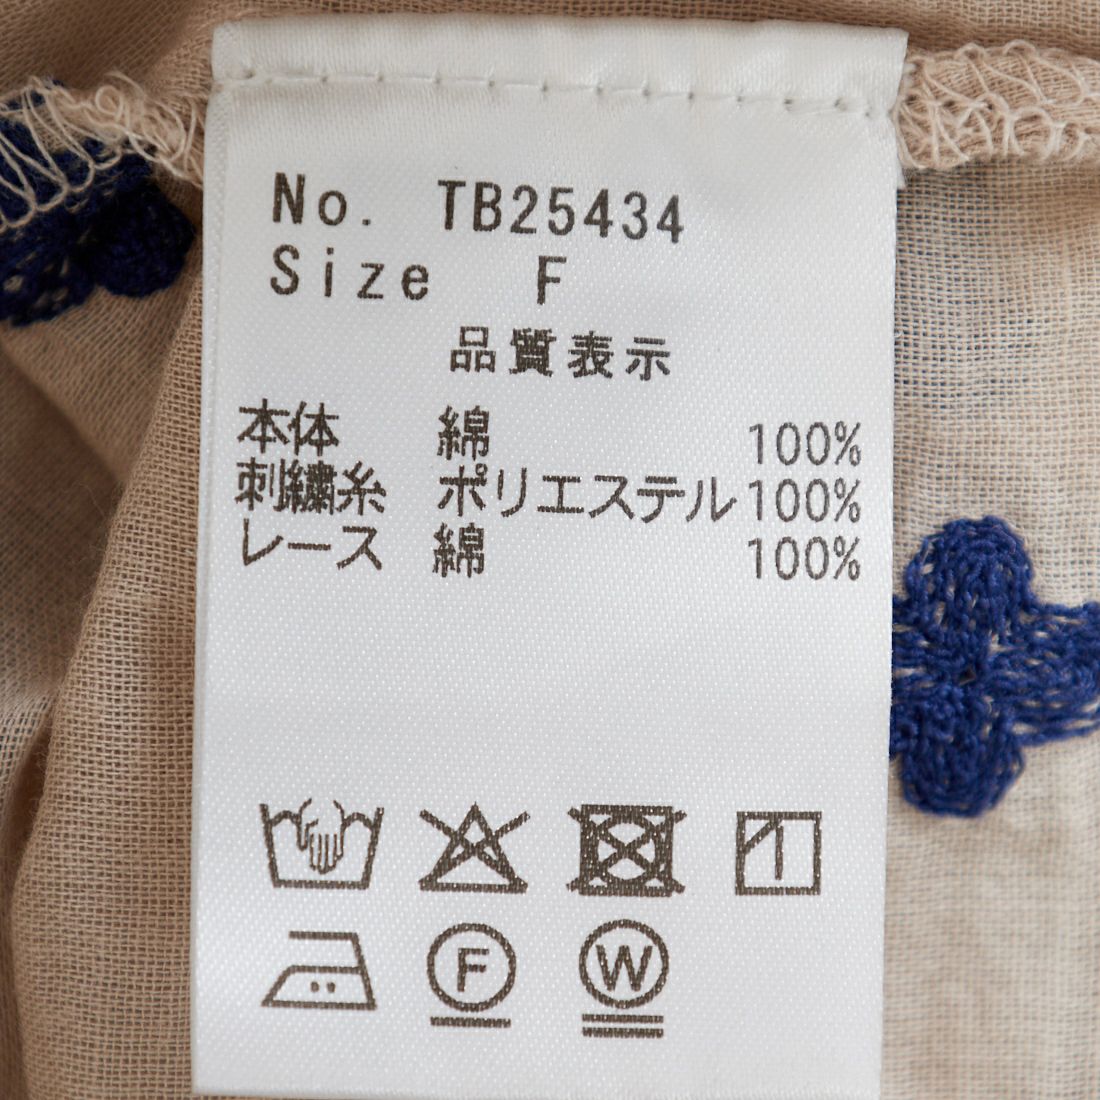 No. TB25434
Size F
品質表示
本体 綿 100%
刺繍糸 ポリエステル 100%
レース 綿 100%
F
W